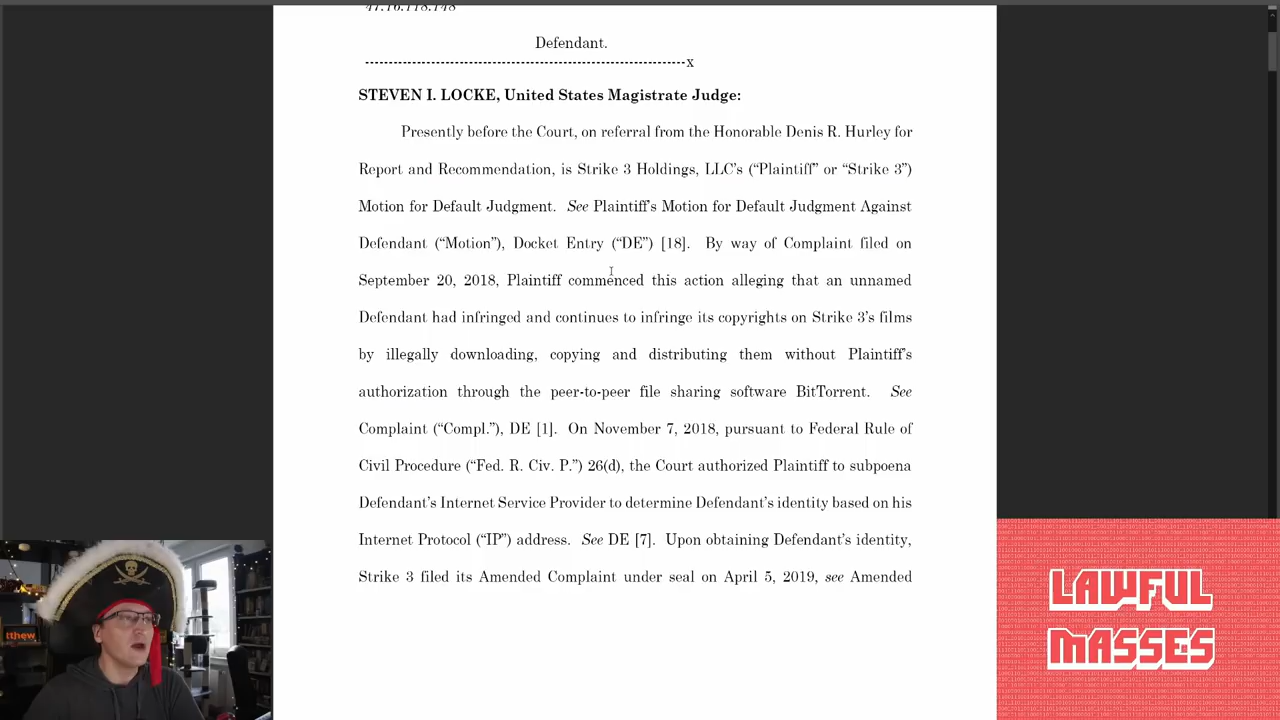 47.16.118.148
Defendant.
-------------------------------------------------------------------x
STEVEN I. LOCKE, United States Magistrate Judge:
Presently before the Court, on referral from the Honorable Denis R. Hurley for
Report and Recommendation, is Strike 3 Holdings, LLC’s (“Plaintiff” or “Strike 3”)
Motion for Default Judgment. See Plaintiff’s Motion for Default Judgment Against
Defendant (“Motion”), Docket Entry (“DE”) [18]. By way of Complaint filed on
September 20, 2018, Plaintiff commenced this action alleging that an unnamed
Defendant had infringed and continues to infringe its copyrights on Strike 3’s films
by illegally downloading, copying and distributing them without Plaintiff’s
authorization through the peer-to-peer file sharing software BitTorrent. See
Complaint (“Compl.”), DE [1]. On November 7, 2018, pursuant to Federal Rule of
Civil Procedure (“Fed. R. Civ. P.”) 26(d), the Court authorized Plaintiff to subpoena
Defendant’s Internet Service Provider to determine Defendant’s identity based on his
Internet Protocol (“IP”) address. See DE [7]. Upon obtaining Defendant’s identity,
Strike 3 filed its Amended Complaint under seal on April 5, 2019, see Amended
tthew
LAWFUL
MASSES